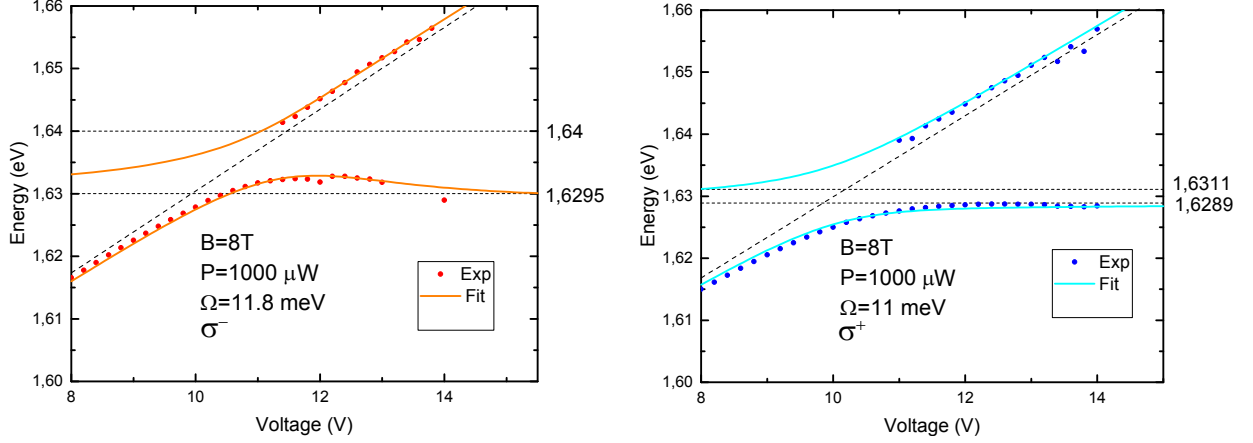 1,66
1,65
1,64
1,63
1,62
1,61
1,60
Energy (eV)
8
10
12
14
Voltage (V)
1,64
1,6295
B=8T
P=1000 μW
Ω=11.8 meV
σ⁻
Exp
Fit
1,66
1,65
1,64
1,63
1,62
1,61
1,60
Energy (eV)
8
10
12
14
Voltage (V)
1,6311
1,6289
B=8T
P=1000 μW
Ω=11 meV
σ⁺
Exp
Fit